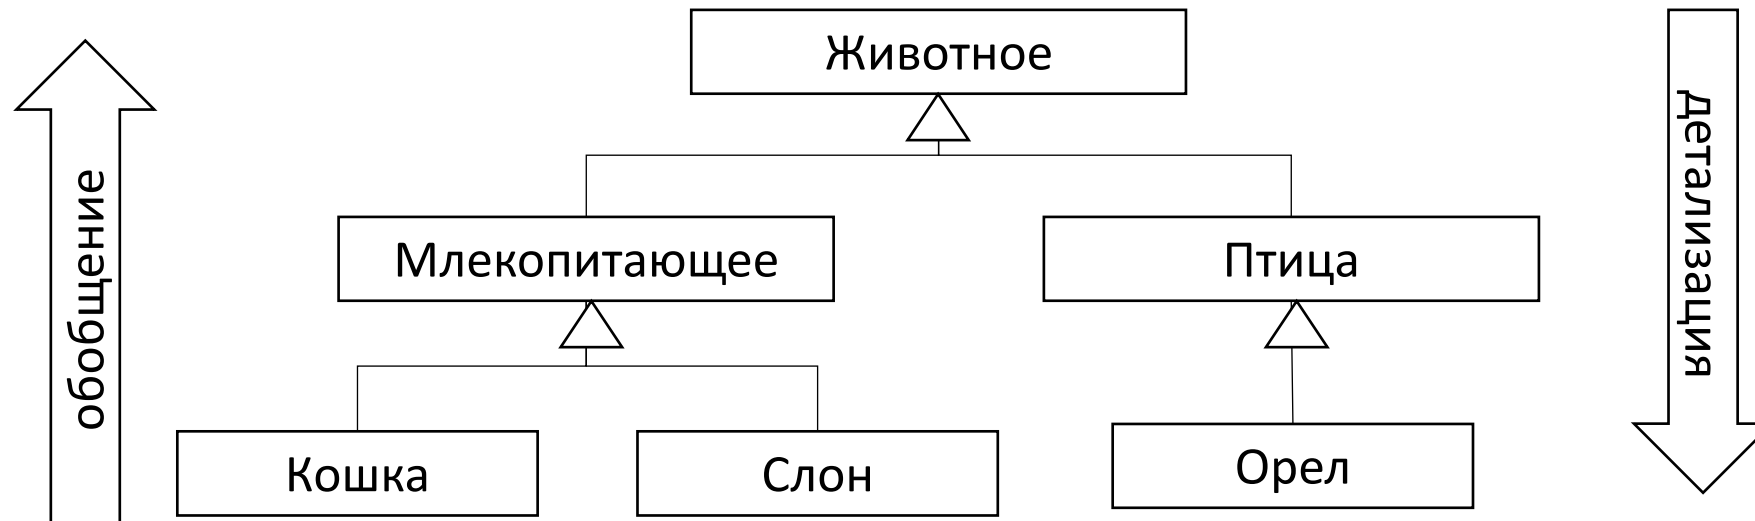 Животное
обобщение
детализация
Млекопитающее
Птица
Кошка
Слон
Орел